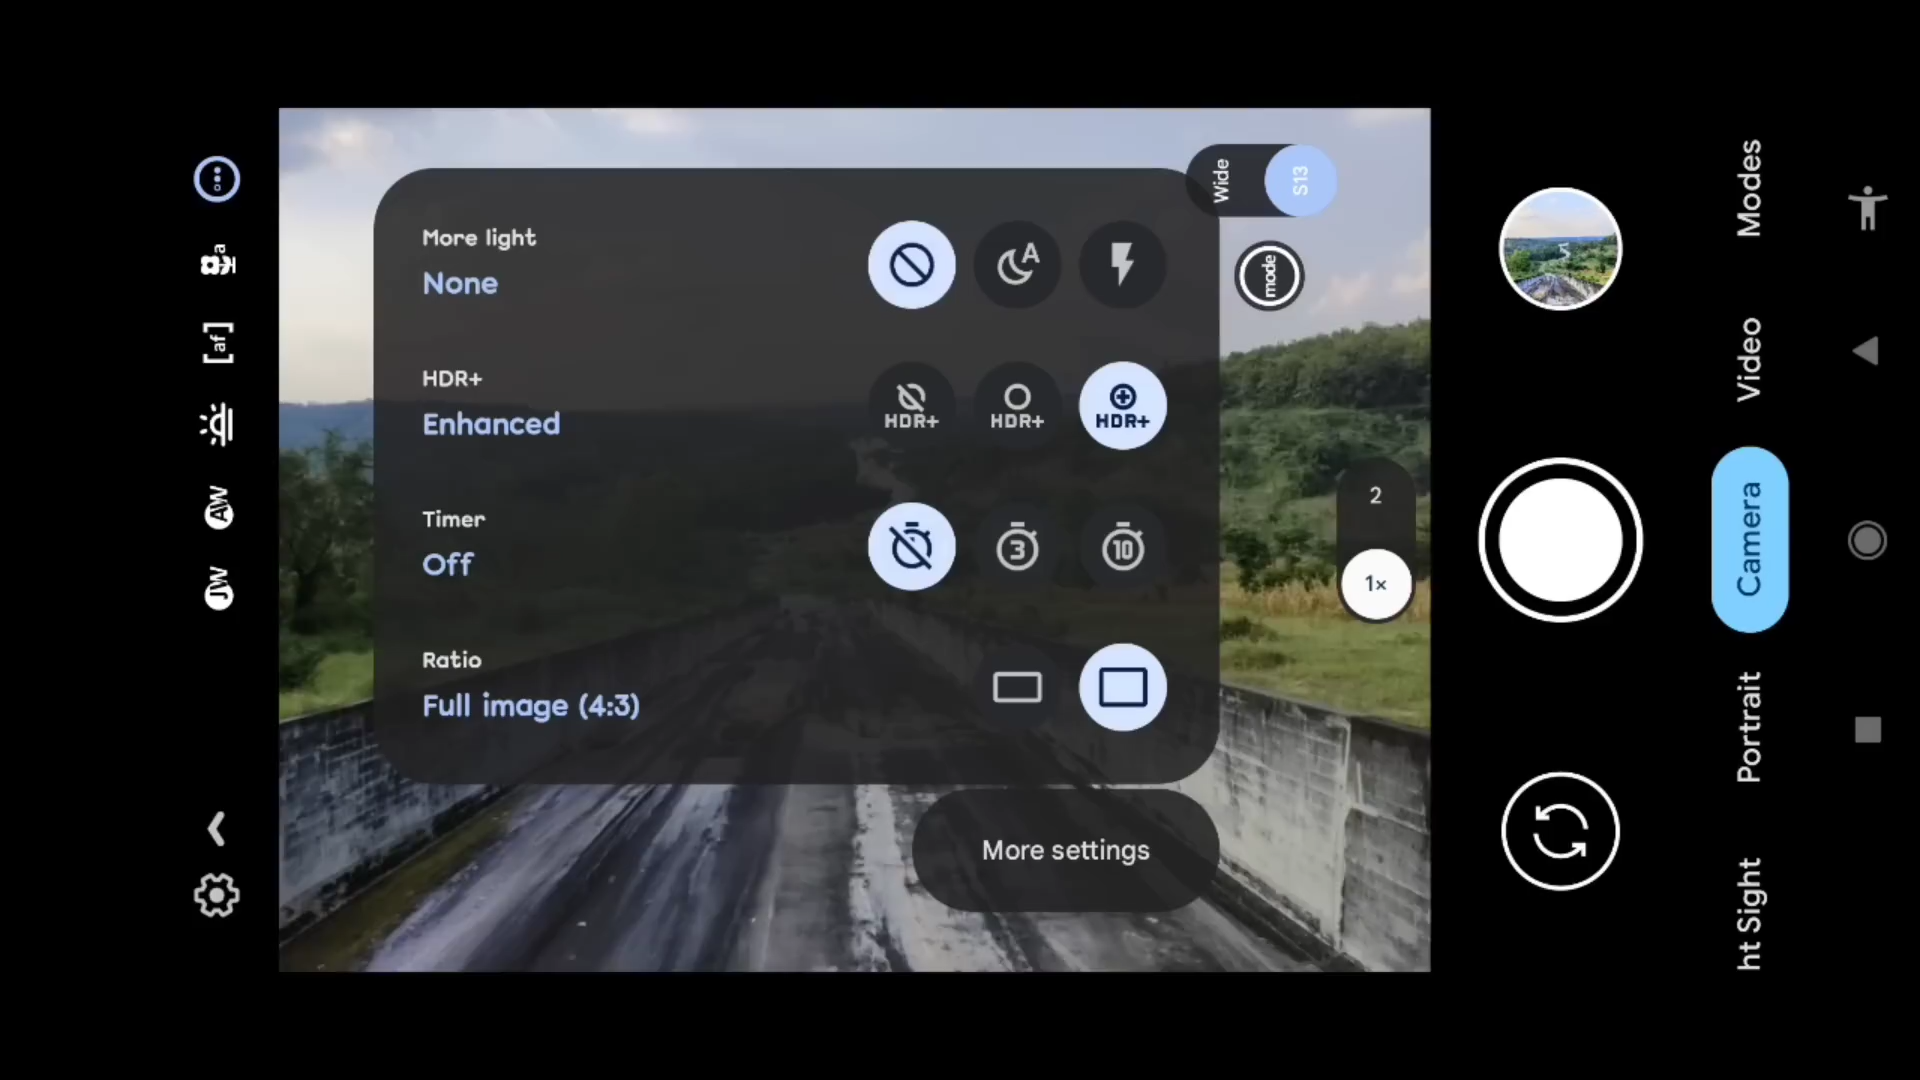 More light
None
A
HDR+
Enhanced
HDR+
HDR+
HDR+
Timer
Off
3
10
Ratio
Full image (4:3)
More settings
Wide
S13
mode
2
1×
[af]
AW
JW
Modes
Video
Camera
Portrait
ht Sight